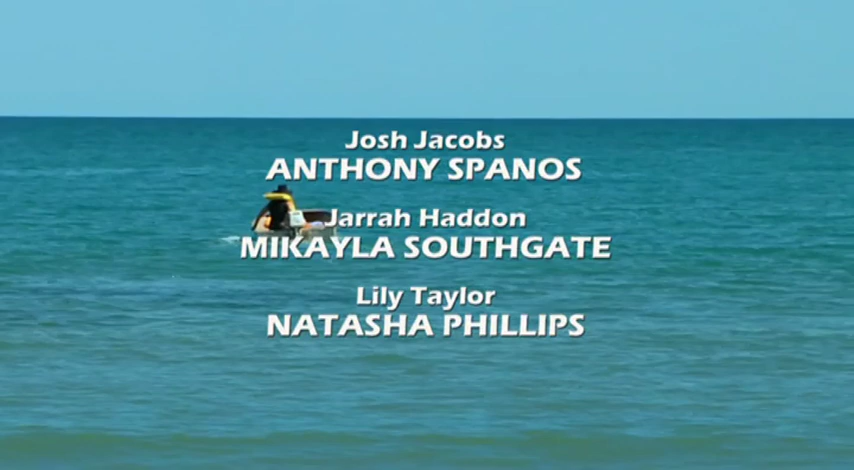 Josh Jacobs
ANTHONY SPANOS
Jarrah Haddon
MIKAYLA SOUTHGATE
Lily Taylor
NATASHA PHILLIPS